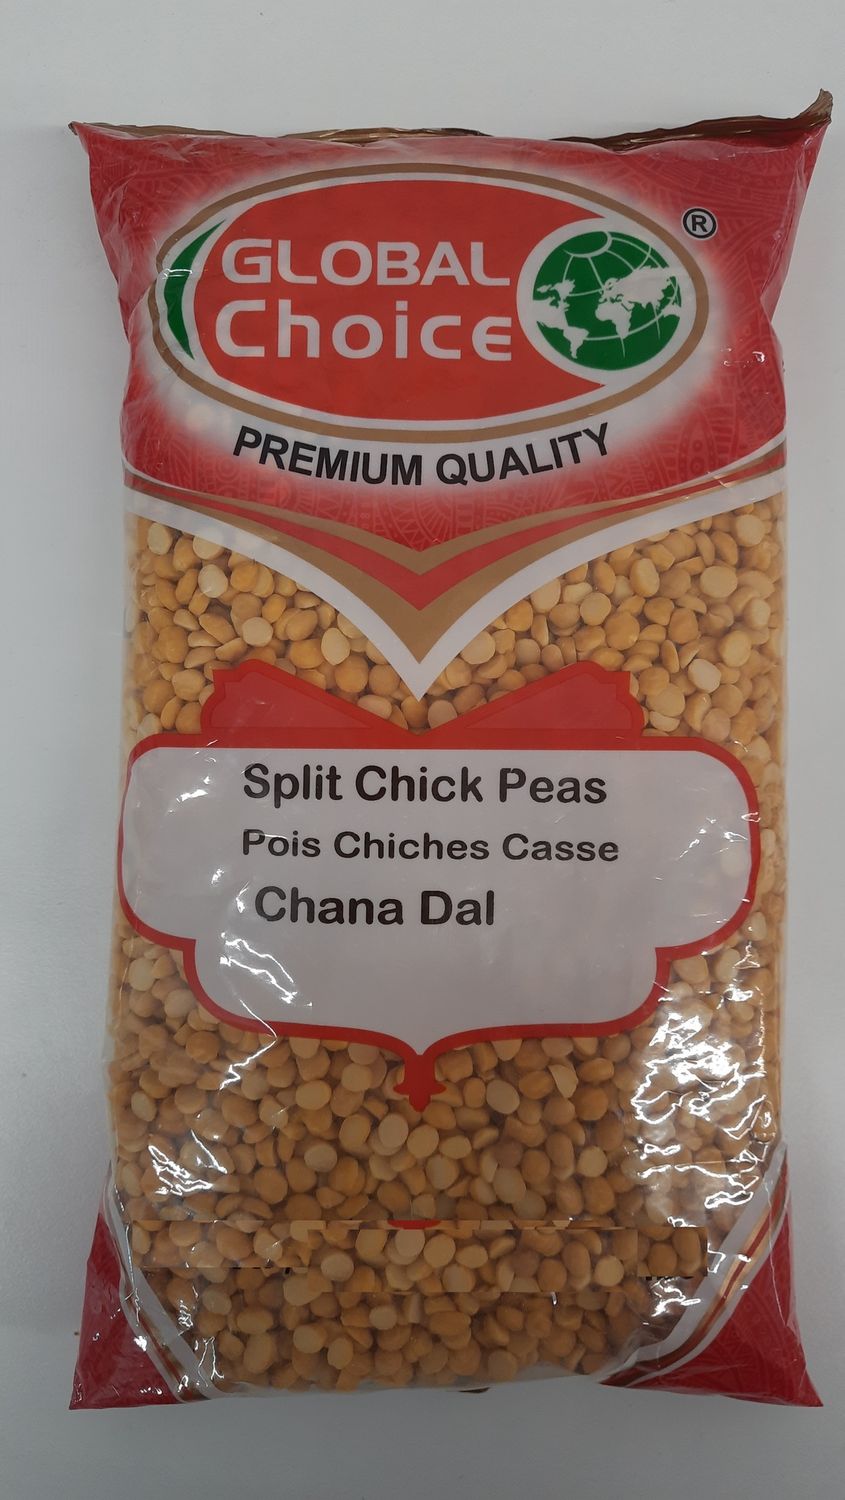 GLOBAL
Choice
®
PREMIUM QUALITY
Split Chick Peas
Pois Chiches Casse
Chana Dal